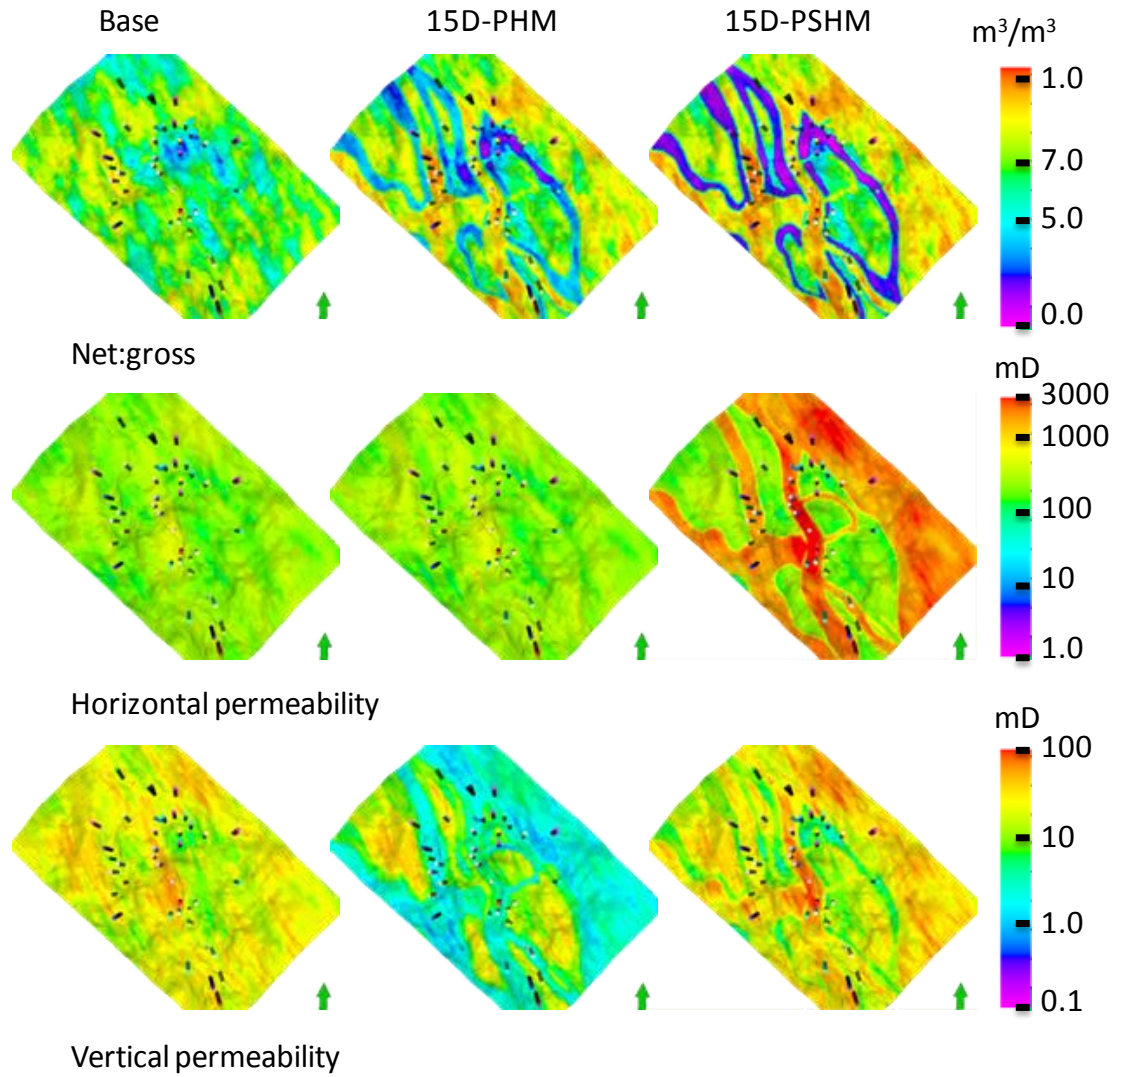 Base 15D-PHM 15D-PSHM m³/m³
1.0
7.0
5.0
0.0
Net:gross
mD
3000
1000
100
10
1.0
Horizontal permeability
mD
100
10
1.0
0.1
Vertical permeability